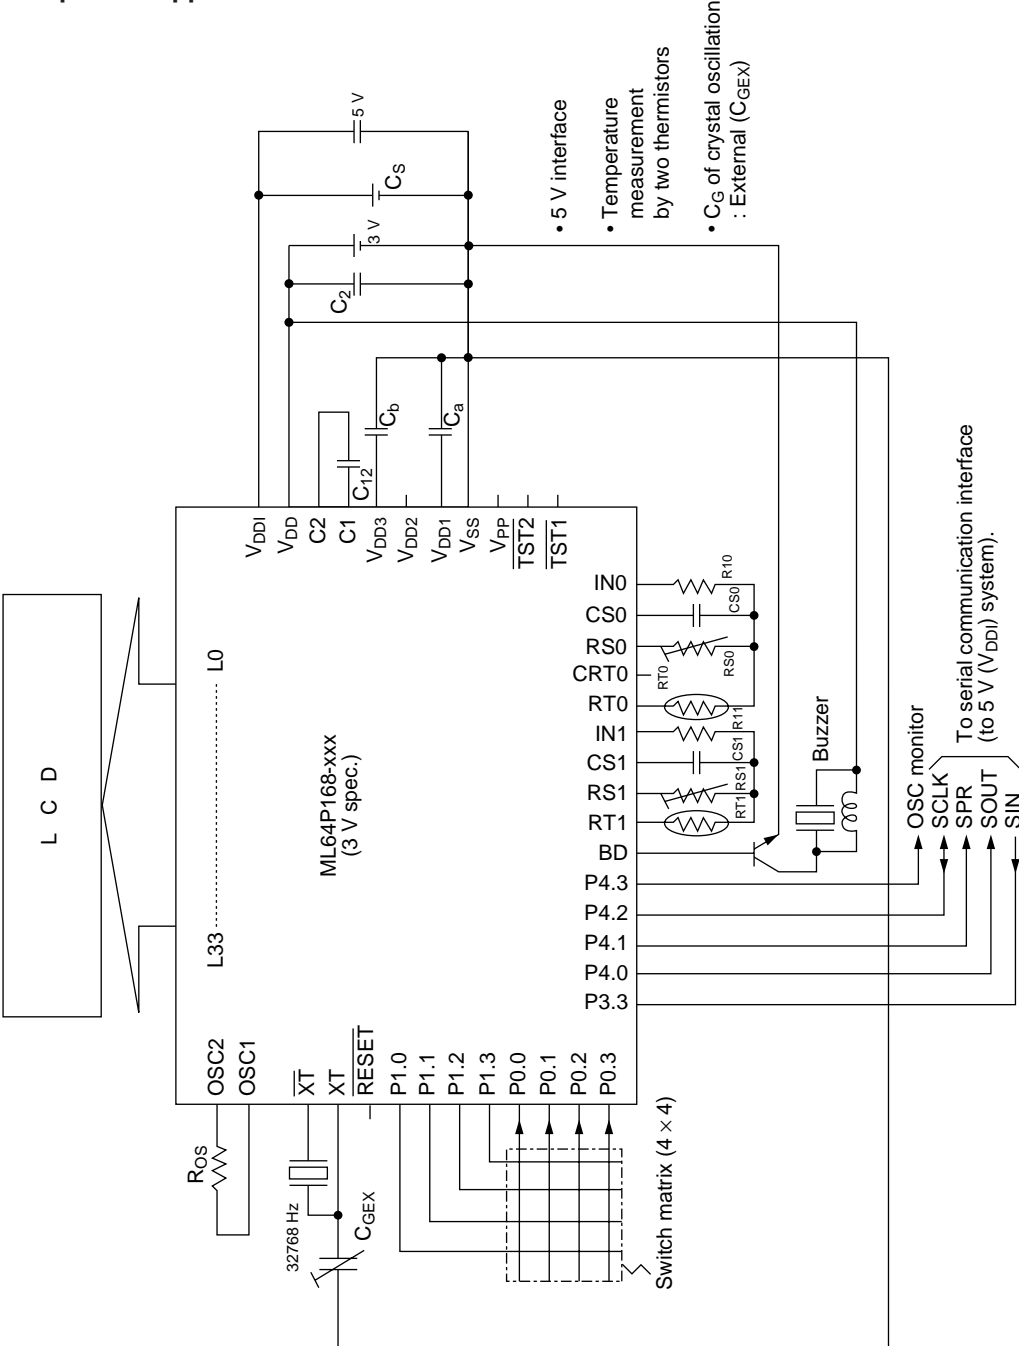 5 V
CS
3 V
C2
Cb
Ca
C12
• 5 V interface
• Temperature
measurement
by two thermistors
• CG of crystal oscillation
: External (CGEX)
VDDI
VDD
C2
C1
VDD3
VDD2
VDD1
VSS
VPP
TST2
TST1
L C D
L0
L33
ML64P168-xxx
(3 V spec.)
IN0
CS0
RS0
CRT0
RT0
IN1
CS1
RS1
RT1
BD
P4.3
P4.2
P4.1
P4.0
P3.3
R10
CS0
RS0
RT0
R11
CS1
RS1
RT1
Buzzer
OSC monitor
SCLK
SPR
SOUT
SIN
To serial communication interface
(to 5 V (VDDI) system).
OSC2
OSC1
XT
XT
RESET
P1.0
P1.1
P1.2
P1.3
P0.0
P0.1
P0.2
P0.3
ROS
32768 Hz
CGEX
Switch matrix (4 × 4)